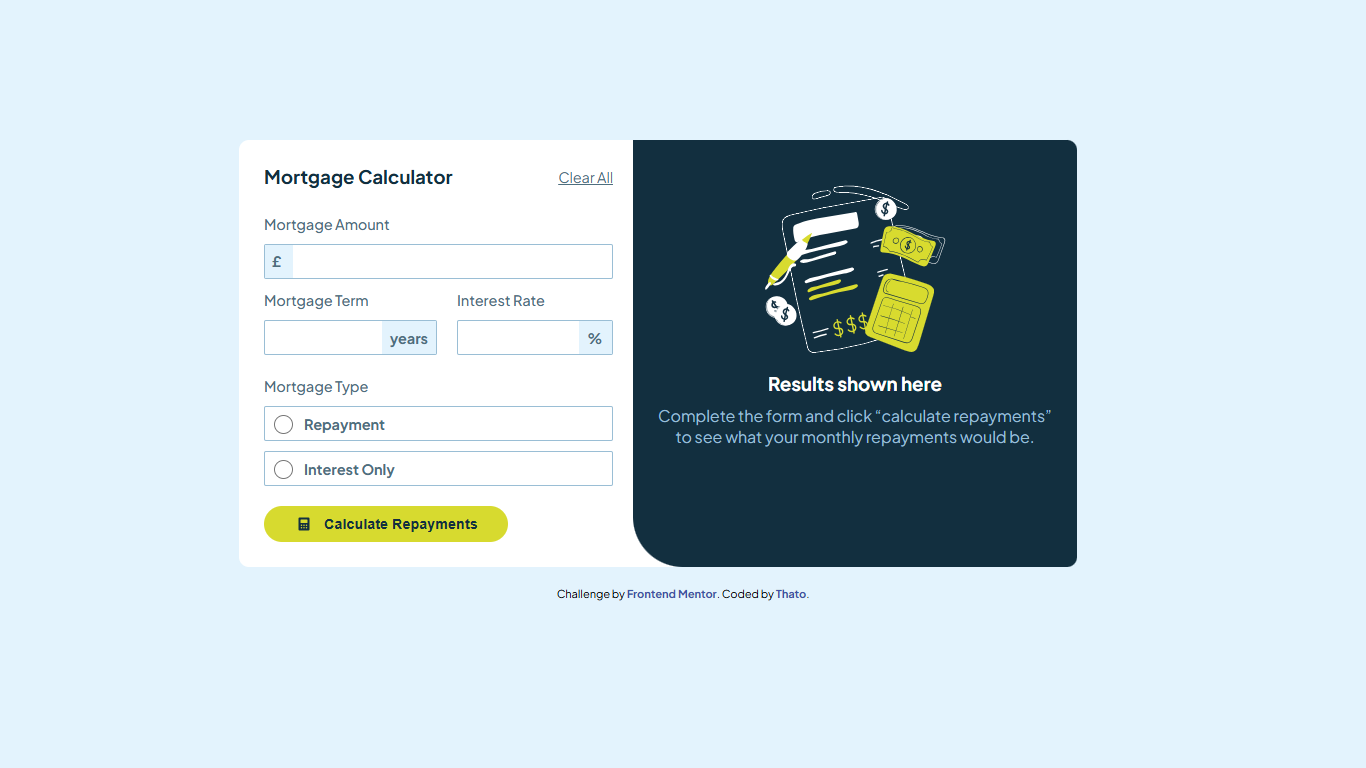 Mortgage Calculator
Clear All
Mortgage Amount
£
Mortgage Term
Interest Rate
years
%
Mortgage Type
Repayment
Interest Only
Calculate Repayments
$
$
$
$
$$$
Results shown here
Complete the form and click “calculate repayments”
to see what your monthly repayments would be.
Challenge by Frontend Mentor. Coded by Thato.